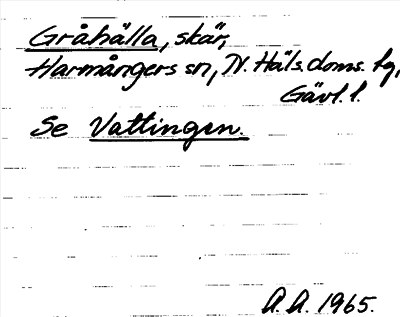 Gråhälla, skär,
Harmångers sn, N. Häls. doms. tg,
Gävl. l.
Se Vattingen.
A. A. 1965.